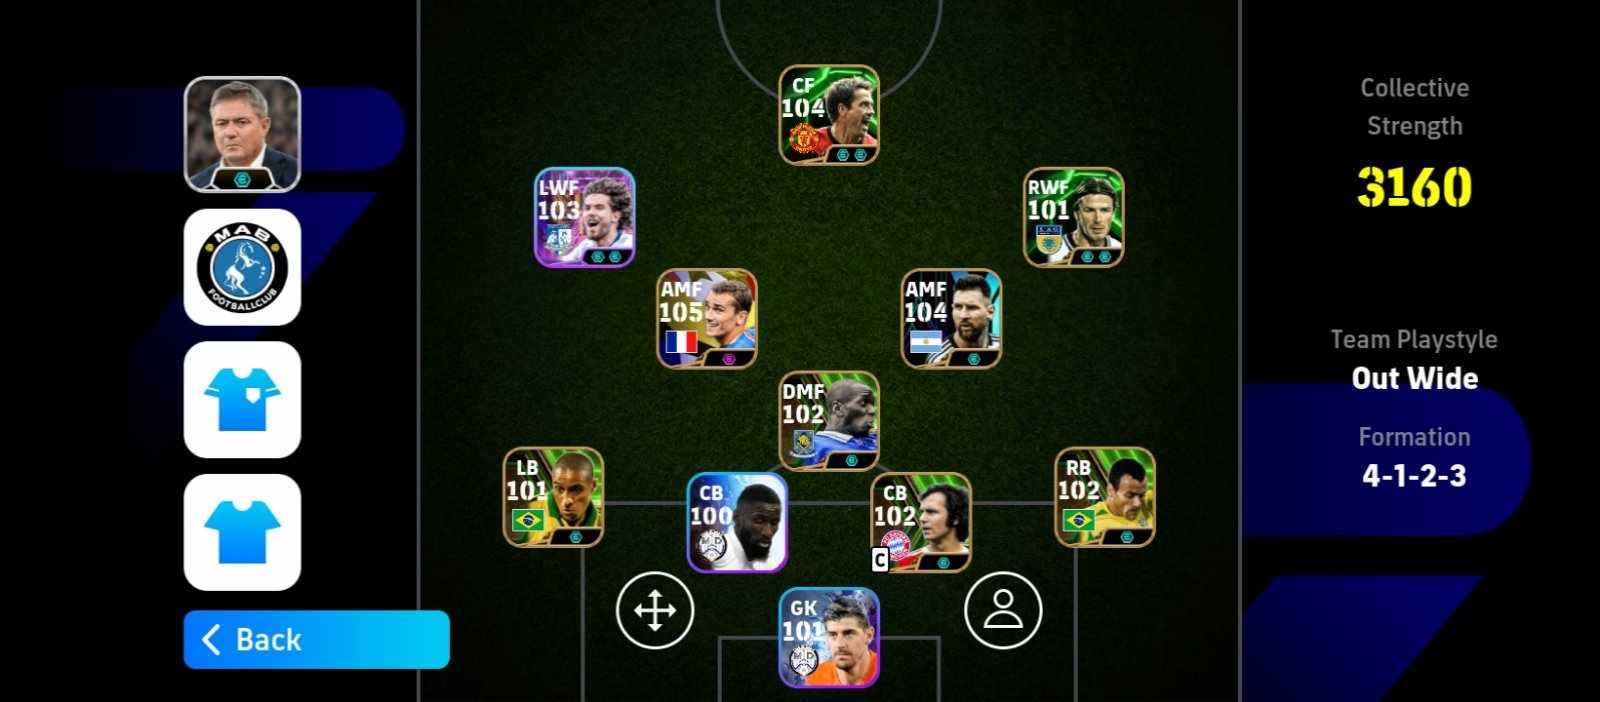 Collective
Strength
3160
Team Playstyle
Out Wide
Formation
4-1-2-3
MAB
FOOTBALLCLUB
Back
CF
104
LWF
103
RWF
101
AMF
105
AMF
104
DMF
102
LB
101
CB
100
CB
102
C
RB
102
GK
101